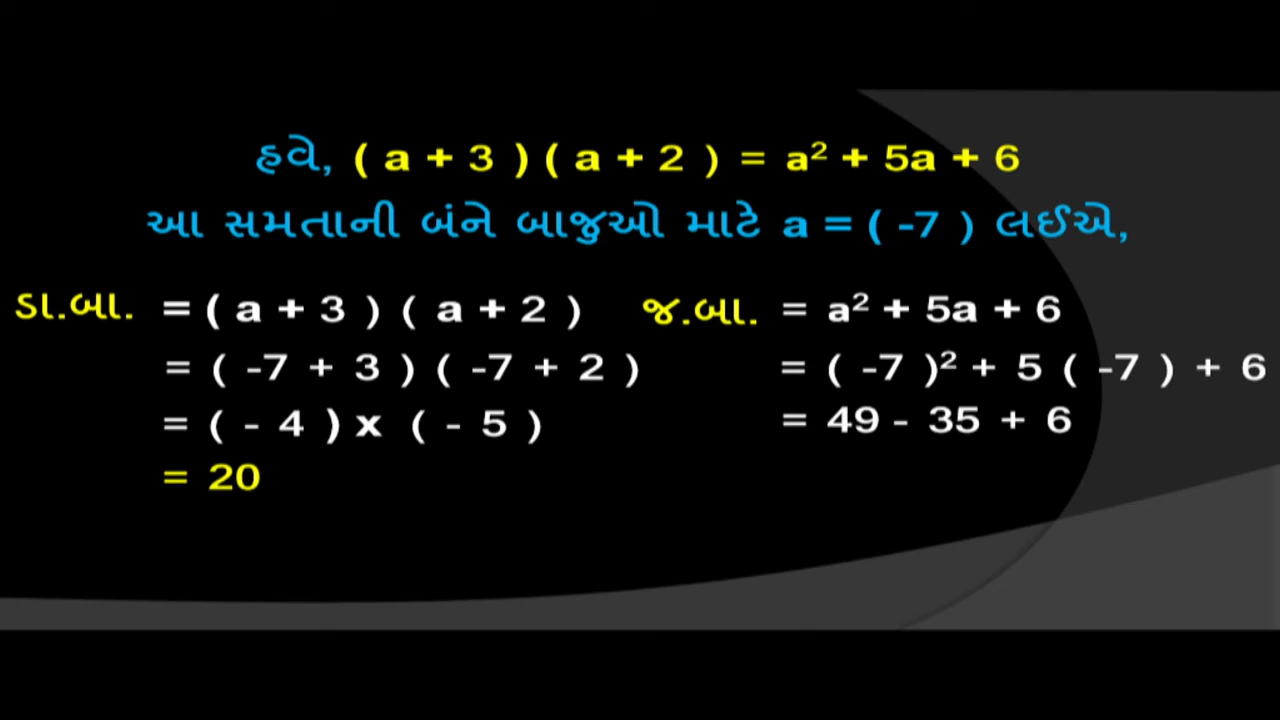 હવે, ( a + 3 ) ( a + 2 ) = a² + 5a + 6
આ સમતાની બંને બાજુઓ માટે a = ( -7 ) લઈએ,
ડા.બા. = ( a + 3 ) ( a + 2 )
= ( -7 + 3 ) ( -7 + 2 )
= ( - 4 ) x ( - 5 )
= 20
જ.બા. = a² + 5a + 6
= ( -7 )² + 5 ( -7 ) + 6
= 49 - 35 + 6